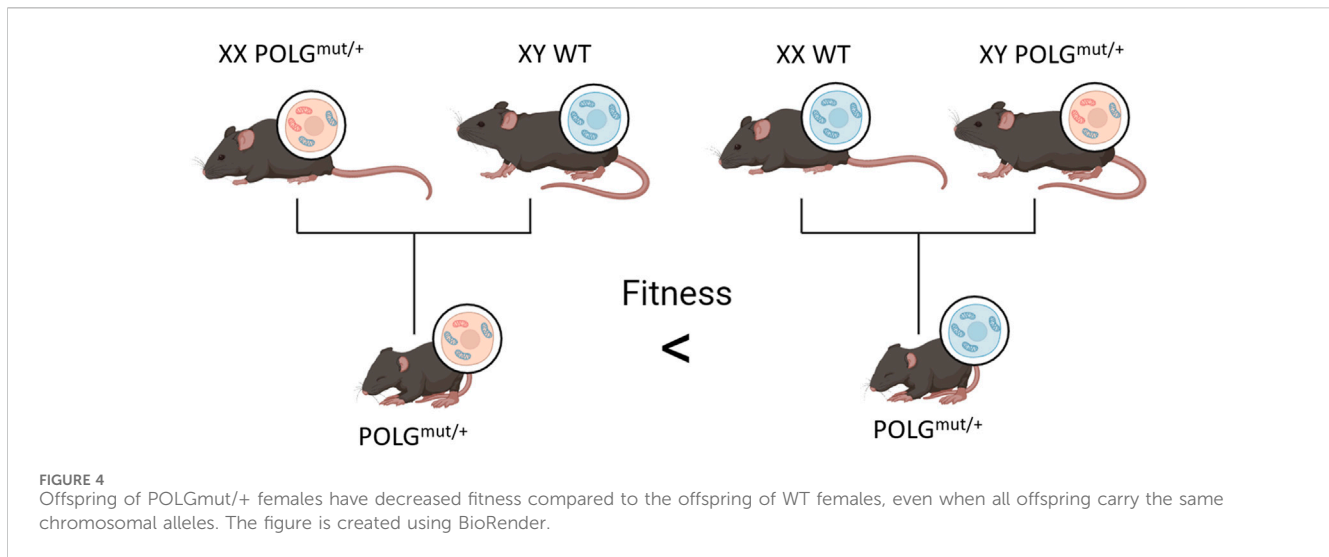 XX POLG^mut/+ XY WT XX WT XY POLG^mut/+
Fitness
<
POLG^mut/+ POLG^mut/+
FIGURE 4
Offspring of POLGmut/+ females have decreased fitness compared to the offspring of WT females, even when all offspring carry the same
chromosomal alleles. The figure is created using BioRender.